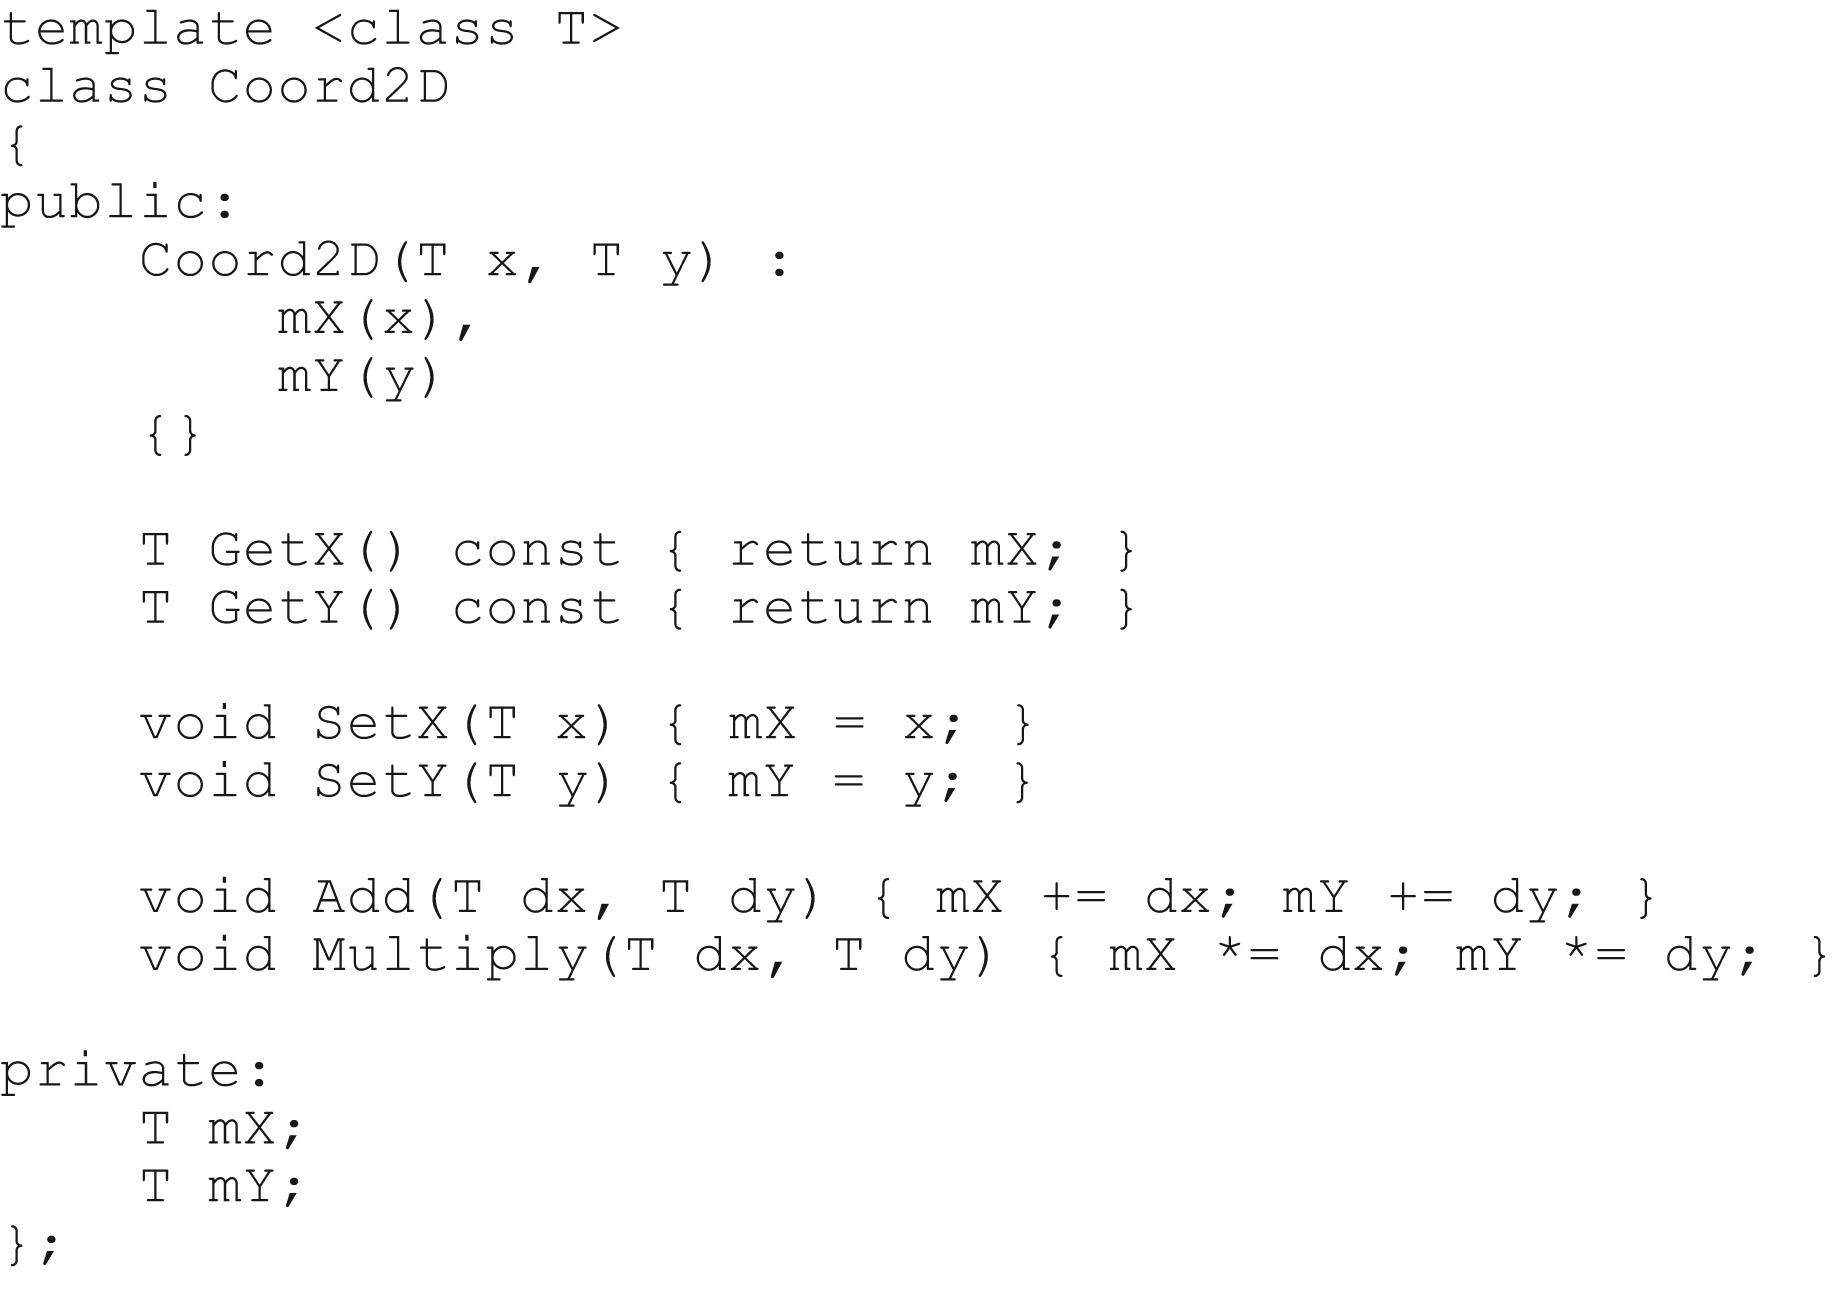 template <class T>
class Coord2D
{
public:
    Coord2D(T x, T y) :
        mX(x),
        mY(y)
    {}

    T GetX() const { return mX; }
    T GetY() const { return mY; }

    void SetX(T x) { mX = x; }
    void SetY(T y) { mY = y; }

    void Add(T dx, T dy) { mX += dx; mY += dy; }
    void Multiply(T dx, T dy) { mX *= dx; mY *= dy; }

private:
    T mX;
    T mY;
};